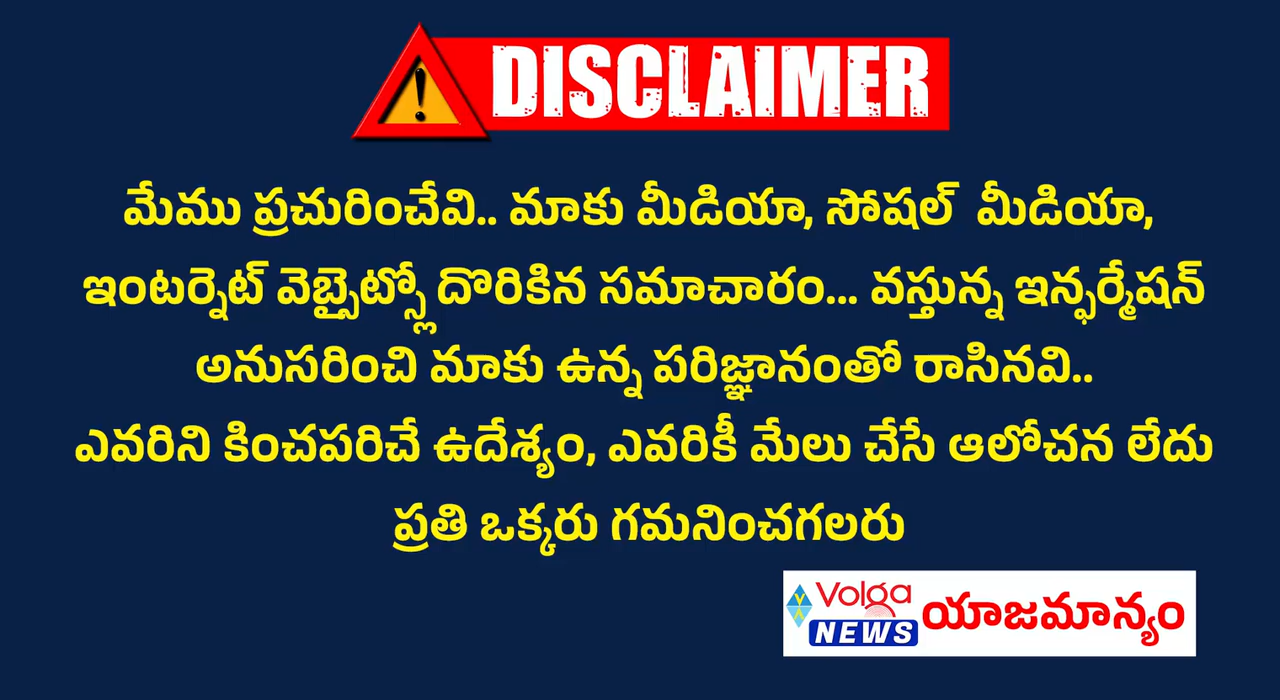 DISCLAIMER
మేము ప్రచురించేవి.. మాకు మీడియా, సోషల్ మీడియా,
ఇంటర్నెట్ వెబ్సైట్స్లో దొరికిన సమాచారం... వస్తున్న ఇన్ఫర్మేషన్
అనుసరించి మాకు ఉన్న పరిజ్ఞానంతో రాసినవి..
ఎవరిని కించపరిచే ఉదేశ్యం, ఎవరికీ మేలు చేసే ఆలోచన లేదు
ప్రతి ఒక్కరు గమనించగలరు
Volga
NEWS యాజమాన్యం